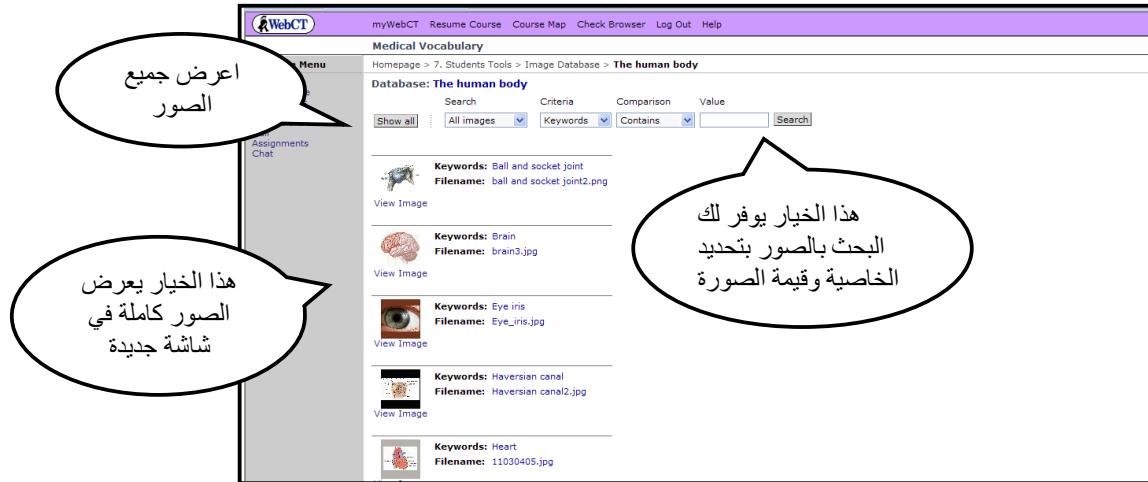 WebCT
myWebCT Resume Course Course Map Check Browser Log Out Help
Medical Vocabulary
Menu
Homepage > 7. Students Tools > Image Database > The human body
Database: The human body
Search Criteria Comparison Value
Show all All images Keywords Contains Search
Assignments
Chat
اعرض جميع
الصور
Keywords: Ball and socket joint
Filename: ball and socket joint2.png
View Image
هذا الخيار يوفر لك
البحث بالصور بتحديد
الخاصية وقيمة الصورة
Keywords: Brain
Filename: brain3.jpg
View Image
هذا الخيار يعرض
الصور كاملة في
شاشة جديدة
Keywords: Eye iris
Filename: Eye_iris.jpg
View Image
Keywords: Haversian canal
Filename: Haversian canal2.jpg
View Image
Keywords: Heart
Filename: 11030405.jpg